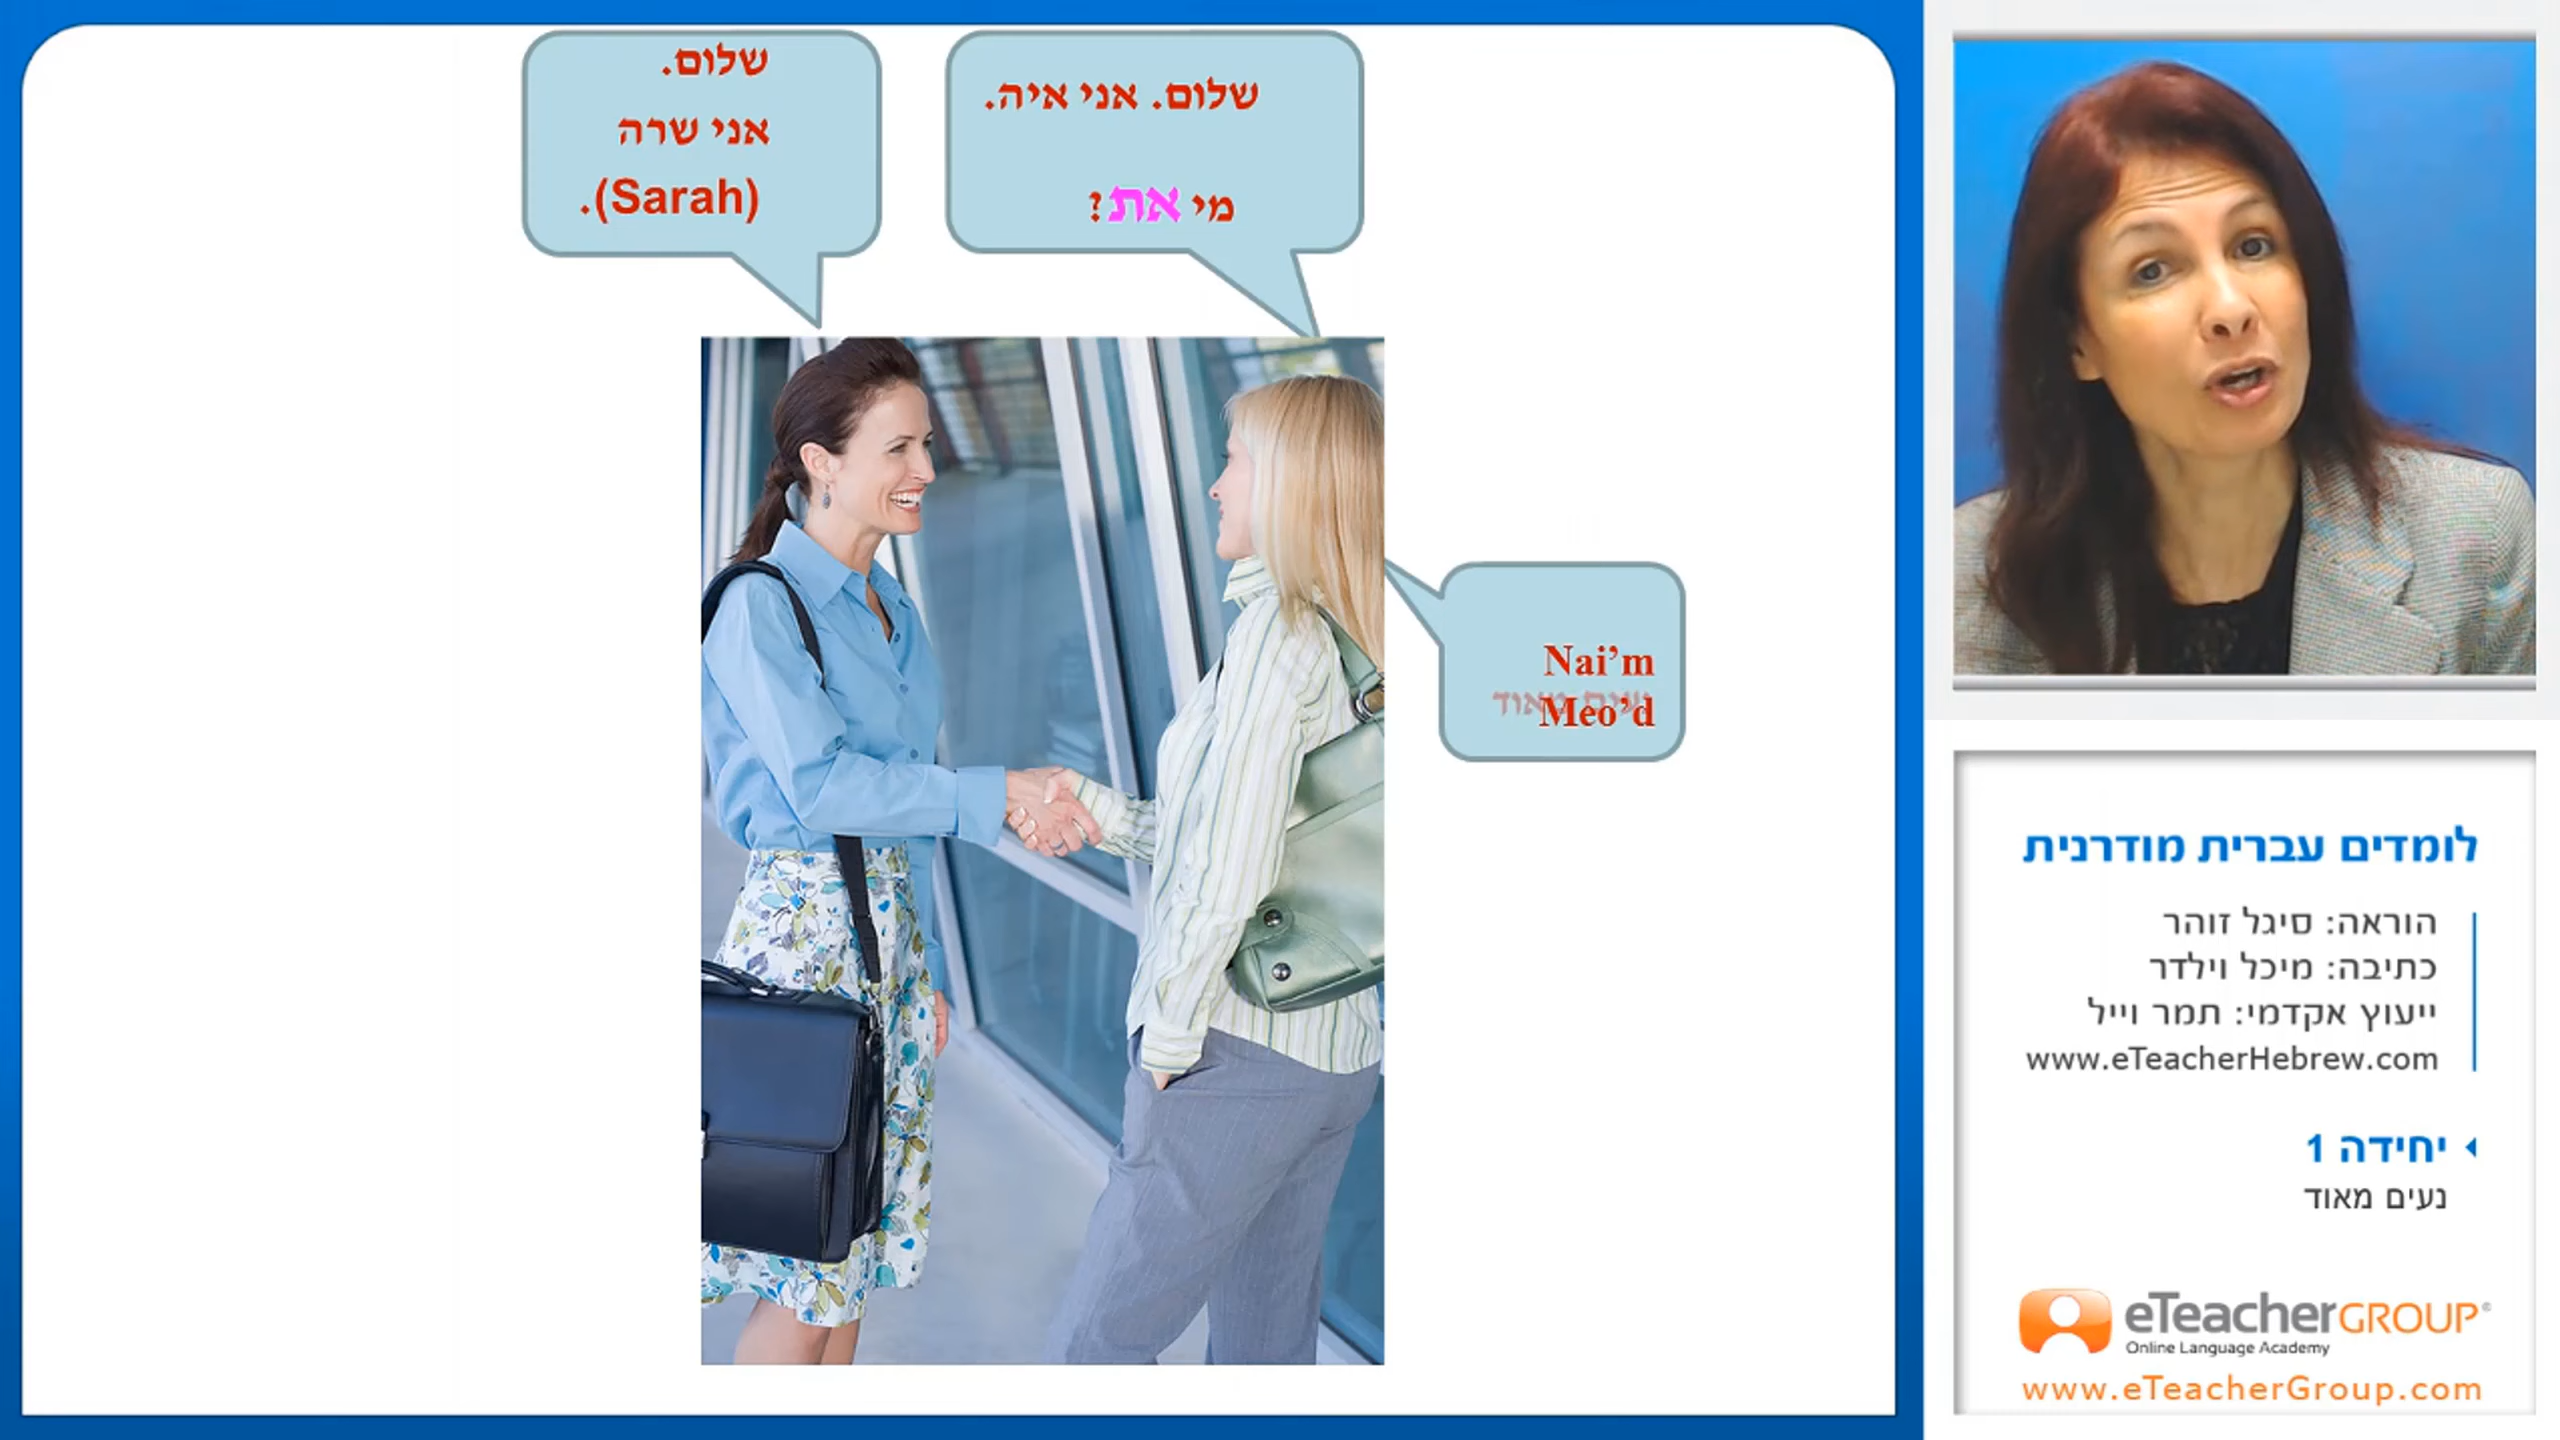 שלום. אני איה.
מי את?
שלום.
אני שרה
(Sarah).
Nai’m
Meo’d
נעים מאוד
לומדים עברית מודרנית
הוראה: סיגל זוהר
כתיבה: מיכל וילדר
ייעוץ אקדמי: תמר וייל
www.eTeacherHebrew.com
יחידה 1
נעים מאוד
eTeacherGROUP
Online Language Academy
www.eTeacherGroup.com